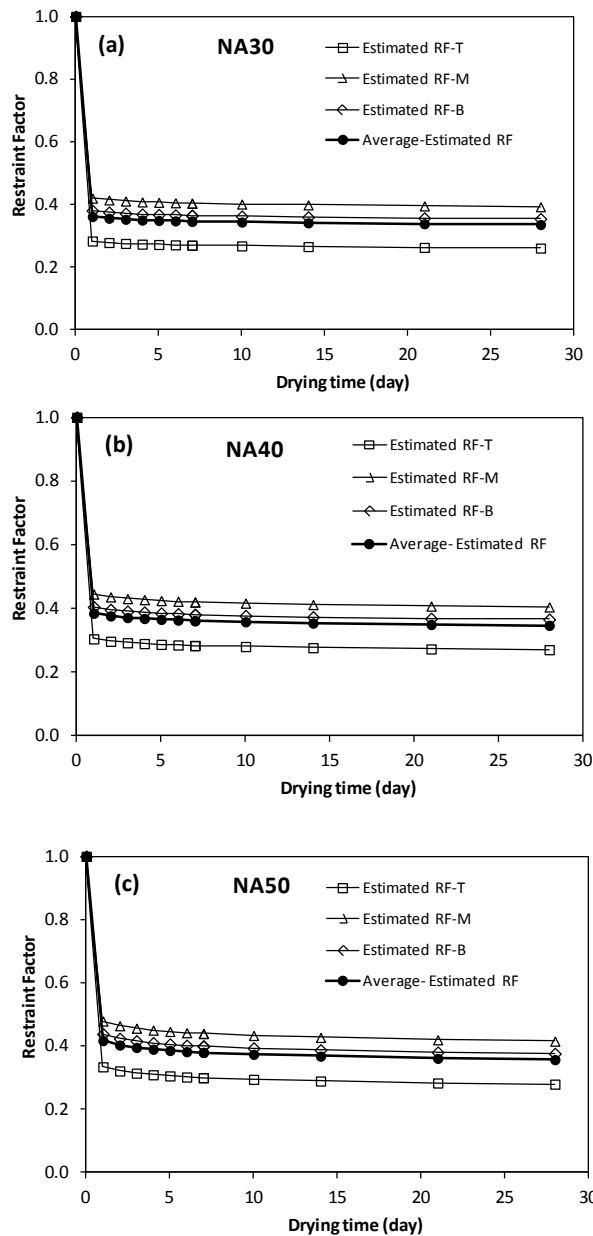 (a) NA30
Estimated RF-T
Estimated RF-M
Estimated RF-B
Average-Estimated RF
Restraint Factor
1.0
0.8
0.6
0.4
0.2
0.0
0 5 10 15 20 25 30
Drying time (day)
(b) NA40
Estimated RF-T
Estimated RF-M
Estimated RF-B
Average- Estimated RF
Restraint Factor
1.0
0.8
0.6
0.4
0.2
0.0
0 5 10 15 20 25 30
Drying time (day)
(c) NA50
Estimated RF-T
Estimated RF-M
Estimated RF-B
Average- Estimated RF
Restraint Factor
1.0
0.8
0.6
0.4
0.2
0.0
0 5 10 15 20 25 30
Drying time (day)